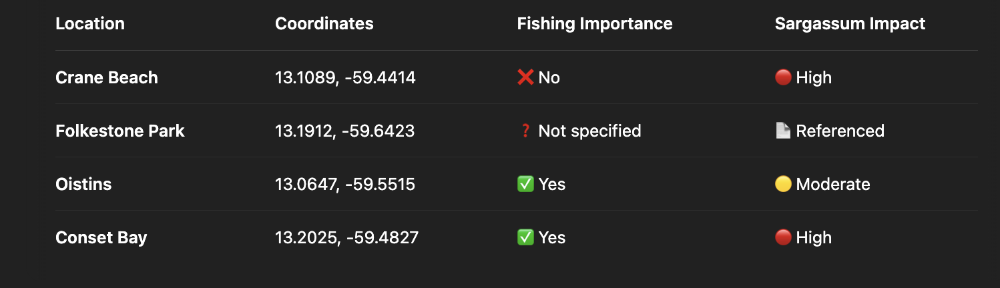 Location Coordinates Fishing Importance Sargassum Impact
Crane Beach 13.1089, -59.4414 ❌ No 🔴 High
Folkestone Park 13.1912, -59.6423 ❓ Not specified 📄 Referenced
Oistins 13.0647, -59.5515 ✅ Yes 🟡 Moderate
Conset Bay 13.2025, -59.4827 ✅ Yes 🔴 High